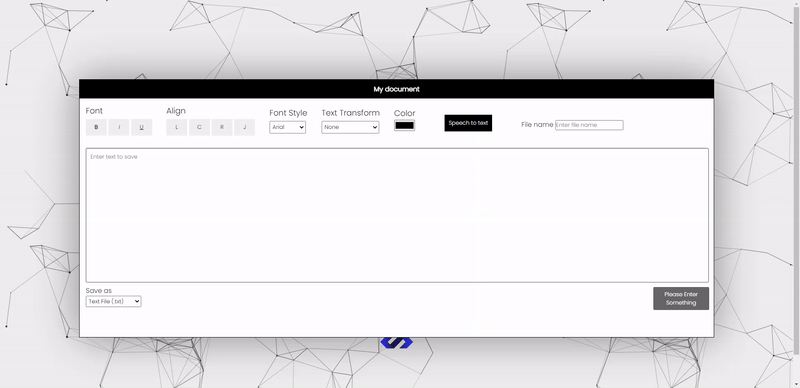 My document
Font
Align
Font Style
Text Transform
Color
B
I
U
L
C
R
J
Arial
None
Speech to text
File name
Enter file name
Enter text to save
Save as
Text File (.txt)
Please Enter
Something